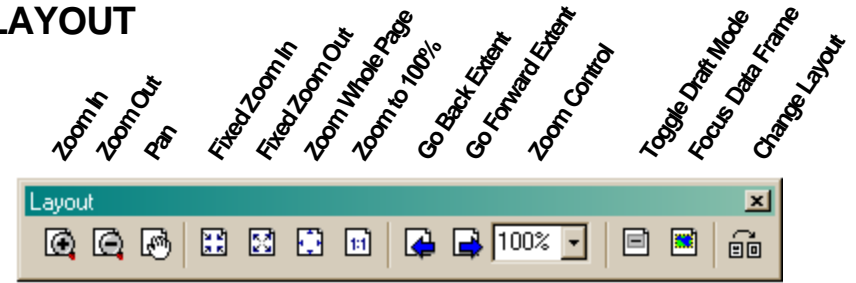 LAYOUT
Zoom In
Zoom Out
Pan
Fixed Zoom In
Fixed Zoom Out
Zoom Whole Page
Zoom to 100%
Go Back Extent
Go Forward Extent
Zoom Control
Toggle Draft Mode
Focus Data Frame
Change Layout
Layout
1:1
100%